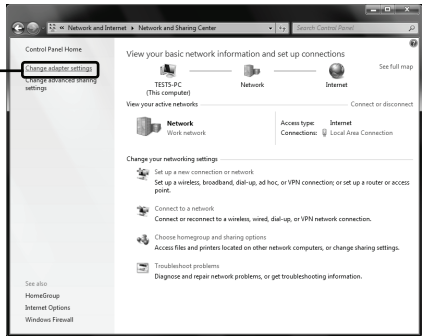 Network and Internet Network and Sharing Center
Search Control Panel
Control Panel Home
Change adapter settings
Change advanced sharing
settings
See also
HomeGroup
Internet Options
Windows Firewall
View your basic network information and set up connections
See full map
TEST5-PC
(This computer)
Network
Internet
View your active networks
Connect or disconnect
Network
Work network
Access type: Internet
Connections: Local Area Connection
Change your networking settings
Set up a new connection or network
Set up a wireless, broadband, dial-up, ad hoc, or VPN connection; or set up a router or access
point.
Connect to a network
Connect or reconnect to a wireless, wired, dial-up, or VPN network connection.
Choose homegroup and sharing options
Access files and printers located on other network computers, or change sharing settings.
Troubleshoot problems
Diagnose and repair network problems, or get troubleshooting information.